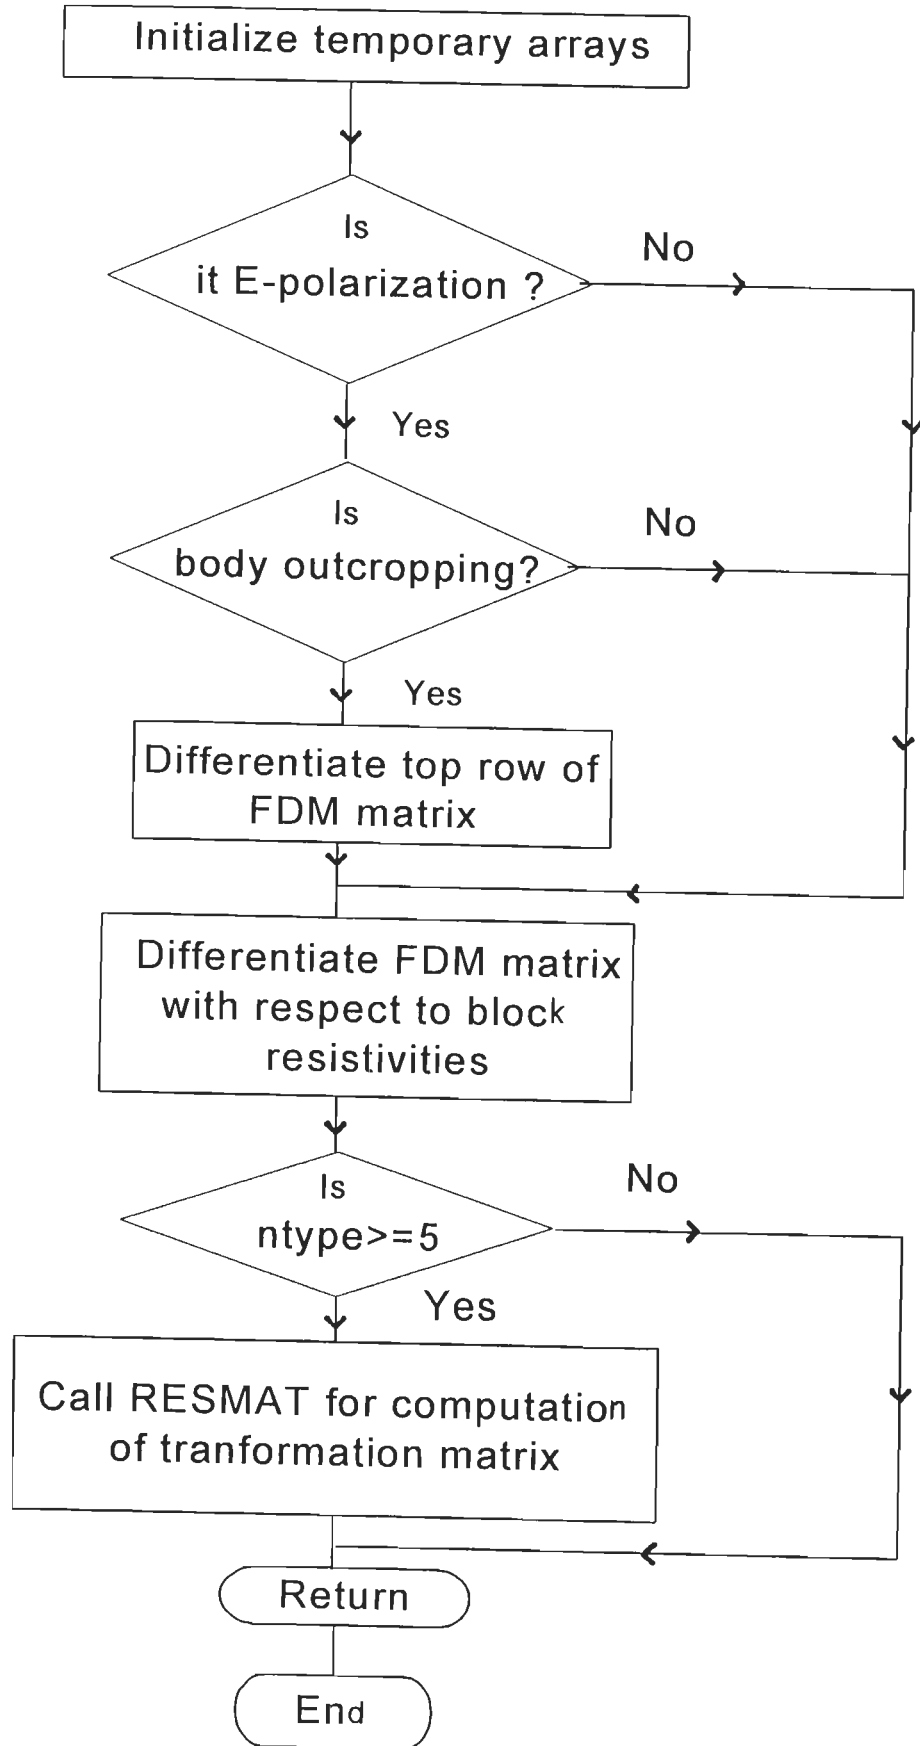 Initialize temporary arrays
Is
it E-polarization ?
No
Yes
Is
body outcropping?
No
Yes
Differentiate top row of
FDM matrix
Differentiate FDM matrix
with respect to block
resistivities
Is
ntype>=5
No
Yes
Call RESMAT for computation
of tranformation matrix
Return
End